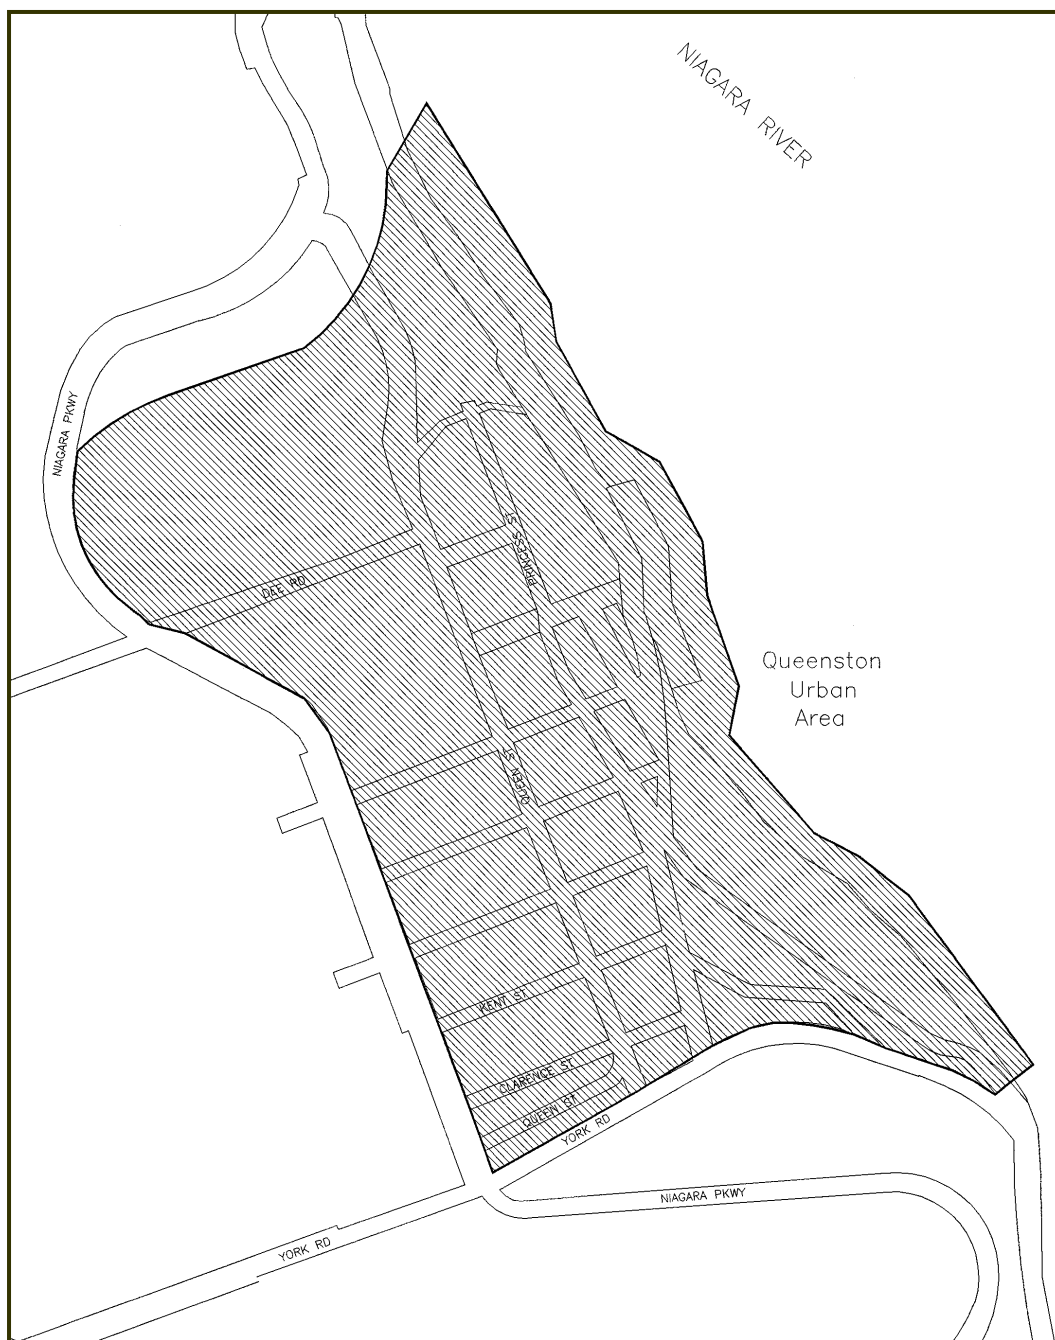 NIAGARA RIVER
NIAGARA PKWY
PRINCESS ST
DEE RD
Queenston
Urban
Area
QUEEN ST
KENT ST
CLARENCE ST
QUEEN ST
YORK RD
NIAGARA PKWY
YORK RD